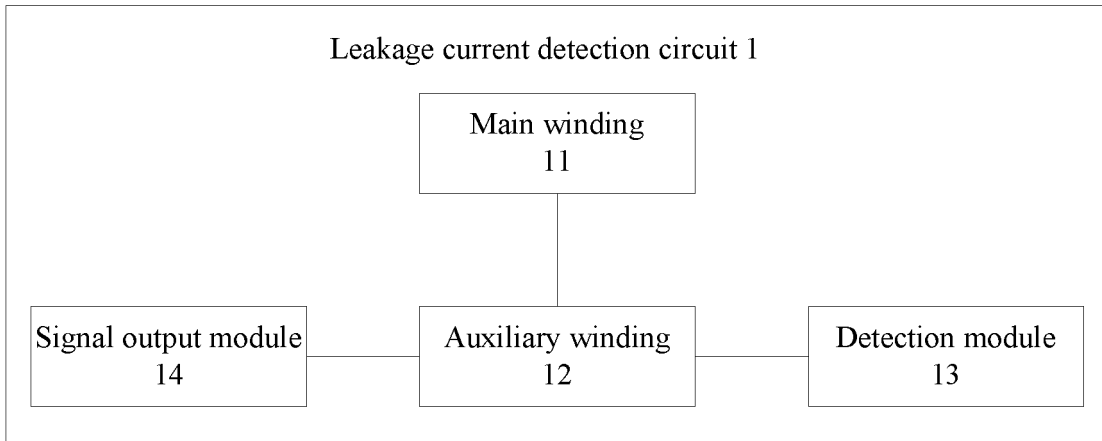 Leakage current detection circuit 1
Main winding
11
Signal output module
14
Auxiliary winding
12
Detection module
13